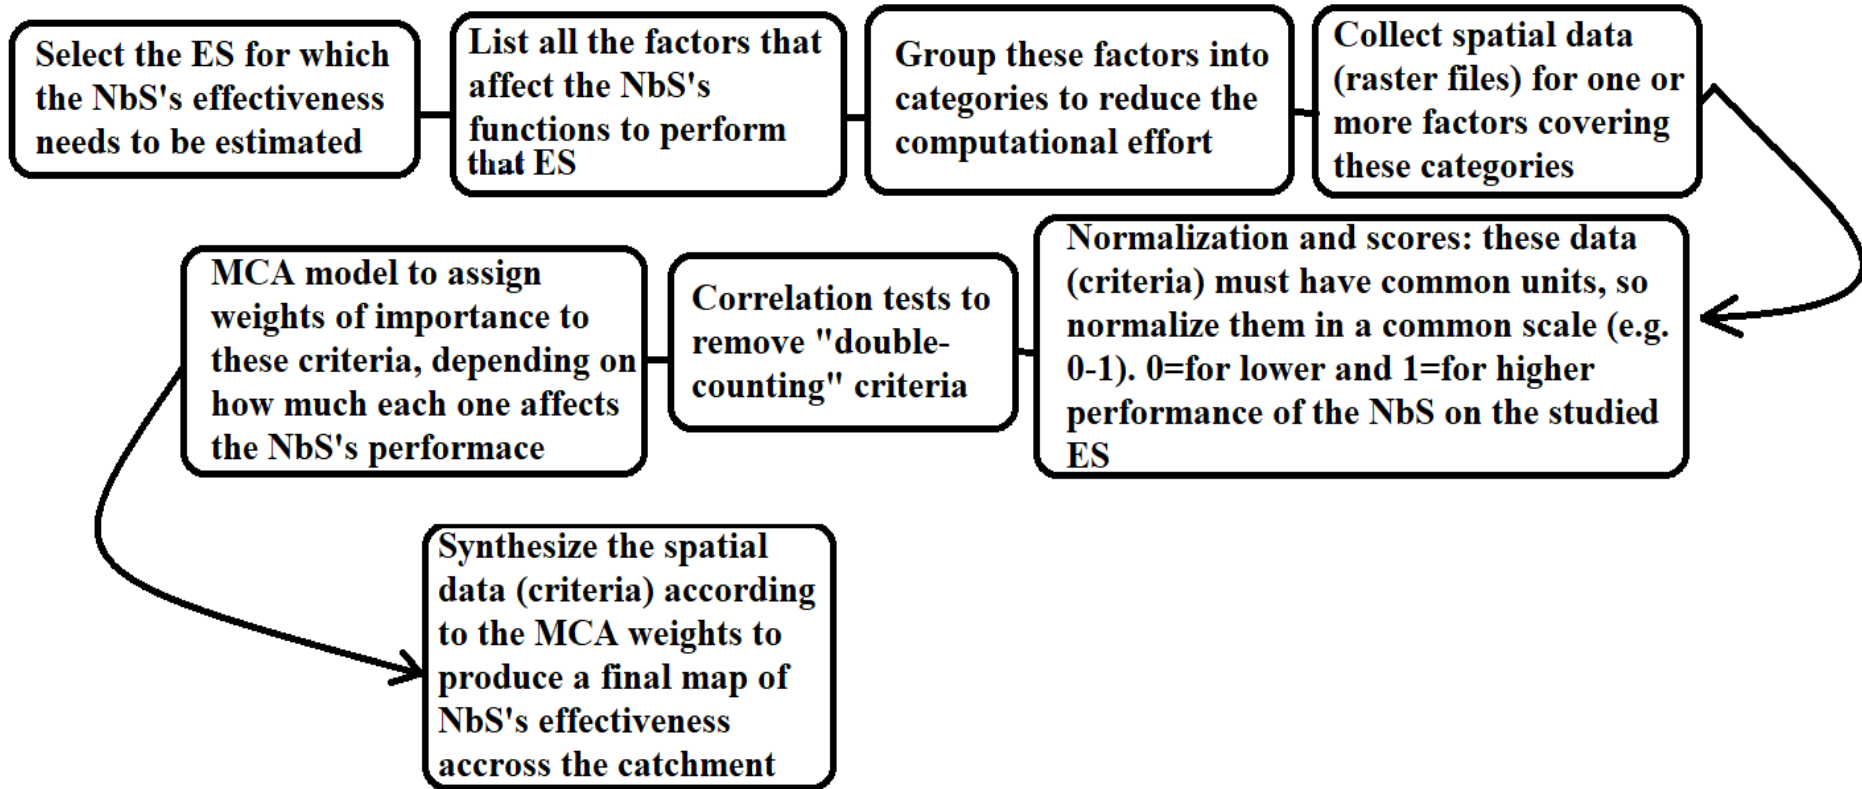 Select the ES for which
the NbS's effectiveness
needs to be estimated
List all the factors that
affect the NbS's
functions to perform
that ES
Group these factors into
categories to reduce the
computational effort
Collect spatial data
(raster files) for one or
more factors covering
these categories
Normalization and scores: these data
(criteria) must have common units, so
normalize them in a common scale (e.g.
0-1). 0=for lower and 1=for higher
performance of the NbS on the studied
ES
Correlation tests to
remove "double-
counting" criteria
MCA model to assign
weights of importance to
these criteria, depending on
how much each one affects
the NbS's performace
Synthesize the spatial
data (criteria) according
to the MCA weights to
produce a final map of
NbS's effectiveness
accross the catchment